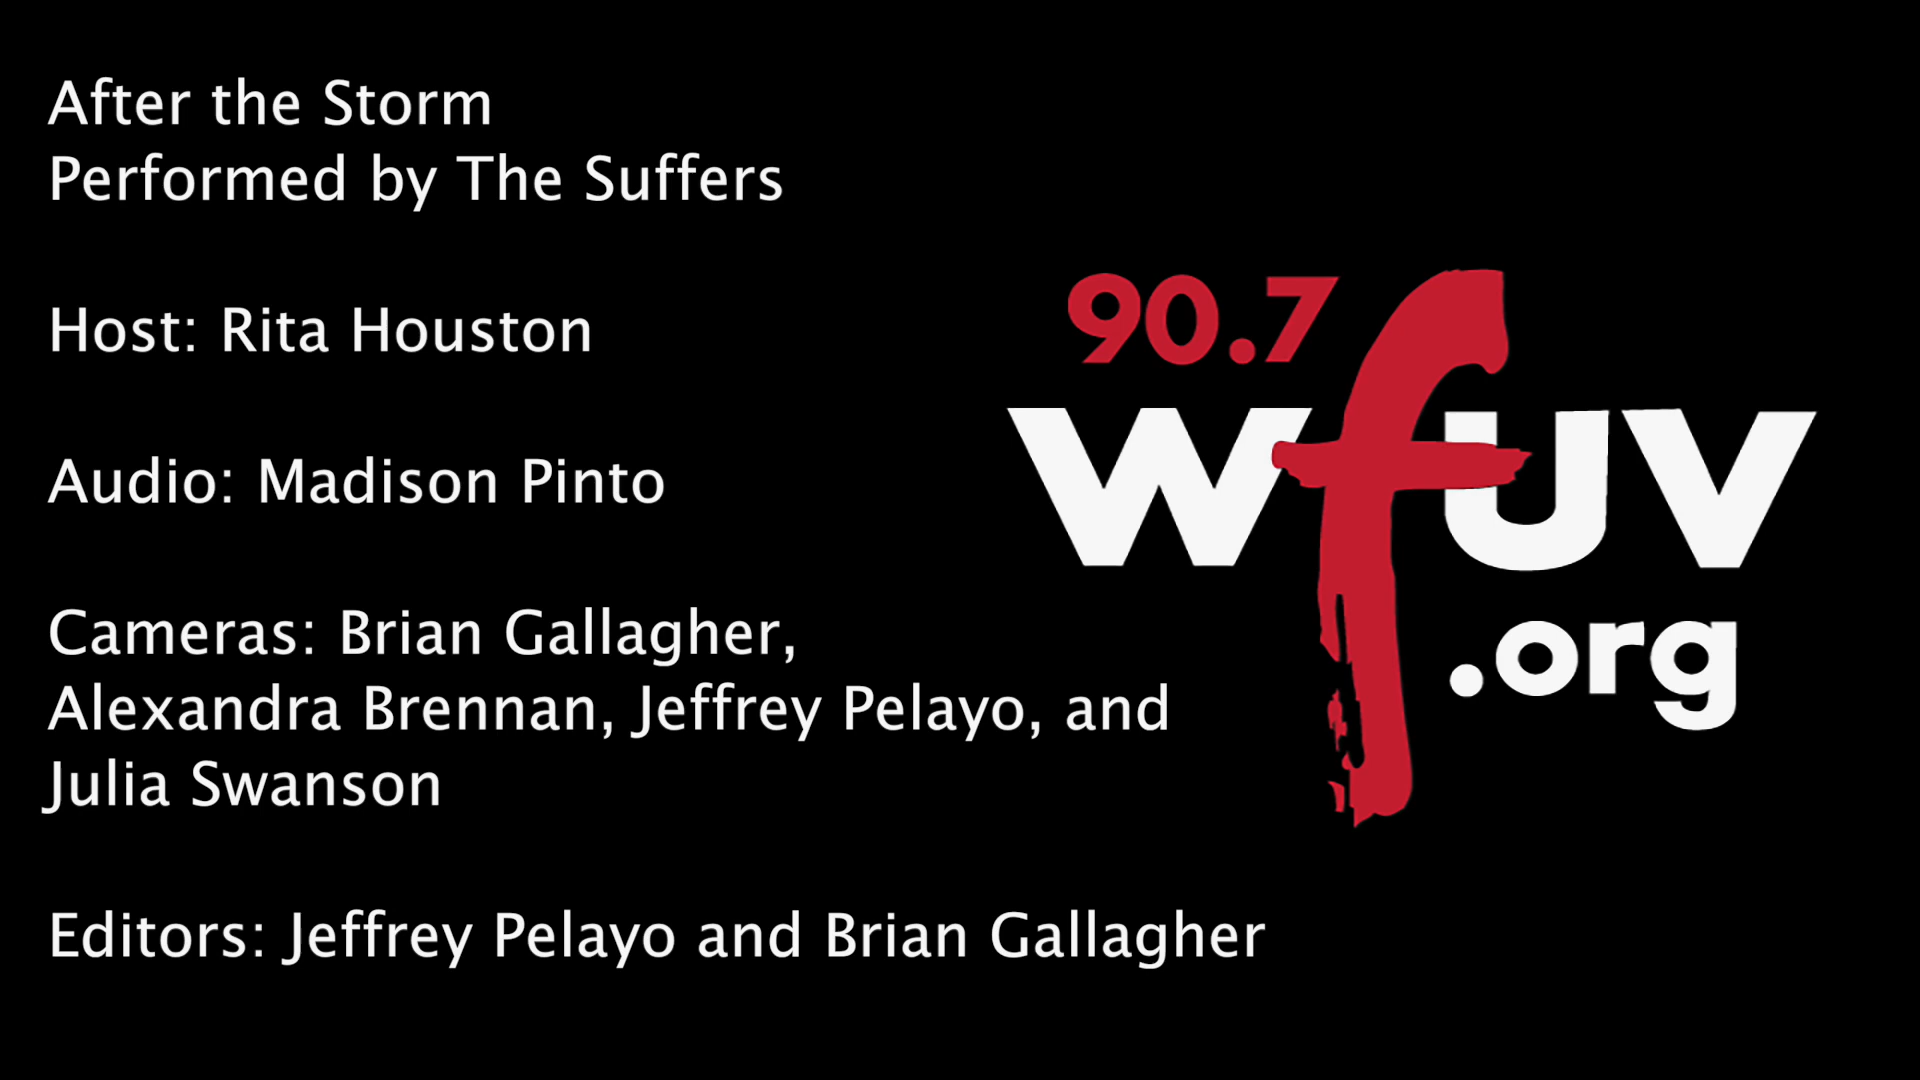 After the Storm
Performed by The Suffers
Host: Rita Houston
Audio: Madison Pinto
Cameras: Brian Gallagher,
Alexandra Brennan, Jeffrey Pelayo, and
Julia Swanson
Editors: Jeffrey Pelayo and Brian Gallagher
90.7
wfuv
.org